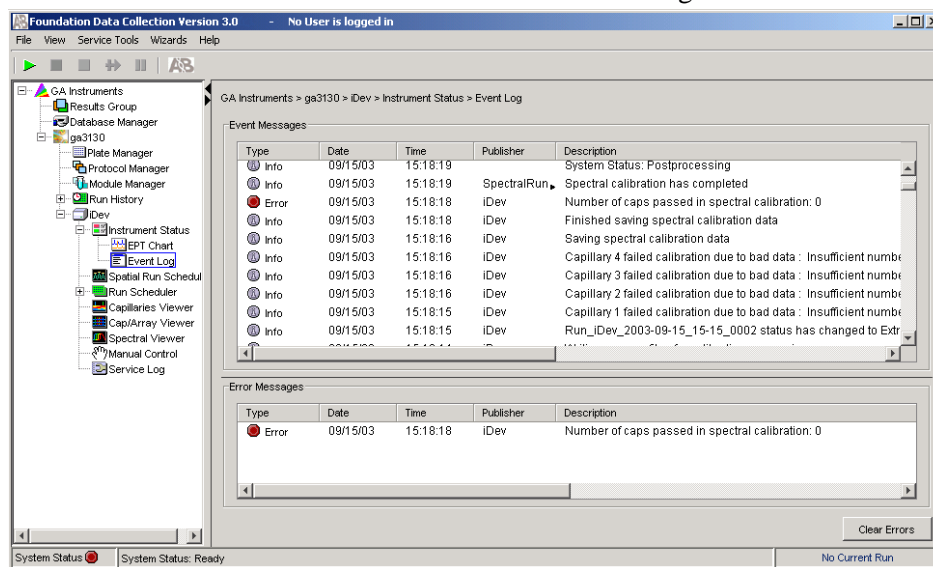 Foundation Data Collection Version 3.0 - No User is logged in
File View Service Tools Wizards Help
AB
GA Instruments
Results Group
Database Manager
ga3130
Plate Manager
Protocol Manager
Module Manager
Run History
iDev
Instrument Status
EPT Chart
Event Log
Spatial Run Schedul
Run Scheduler
Capillaries Viewer
Cap/Array Viewer
Spectral Viewer
Manual Control
Service Log
GA Instruments > ga3130 > iDev > Instrument Status > Event Log
Event Messages
Type Date Time Publisher Description
Info 09/15/03 15:18:19 System Status: Postprocessing
Info 09/15/03 15:18:19 SpectralRun Spectral calibration has completed
Error 09/15/03 15:18:18 iDev Number of caps passed in spectral calibration: 0
Info 09/15/03 15:18:18 iDev Finished saving spectral calibration data
Info 09/15/03 15:18:16 iDev Saving spectral calibration data
Info 09/15/03 15:18:16 iDev Capillary 4 failed calibration due to bad data : Insufficient numbe
Info 09/15/03 15:18:16 iDev Capillary 3 failed calibration due to bad data : Insufficient numbe
Info 09/15/03 15:18:16 iDev Capillary 2 failed calibration due to bad data : Insufficient numbe
Info 09/15/03 15:18:15 iDev Capillary 1 failed calibration due to bad data : Insufficient numbe
Info 09/15/03 15:18:15 iDev Run_iDev_2003-09-15_15-15_0002 status has changed to Extr
Error Messages
Type Date Time Publisher Description
Error 09/15/03 15:18:18 iDev Number of caps passed in spectral calibration: 0
Clear Errors
System Status System Status: Ready No Current Run